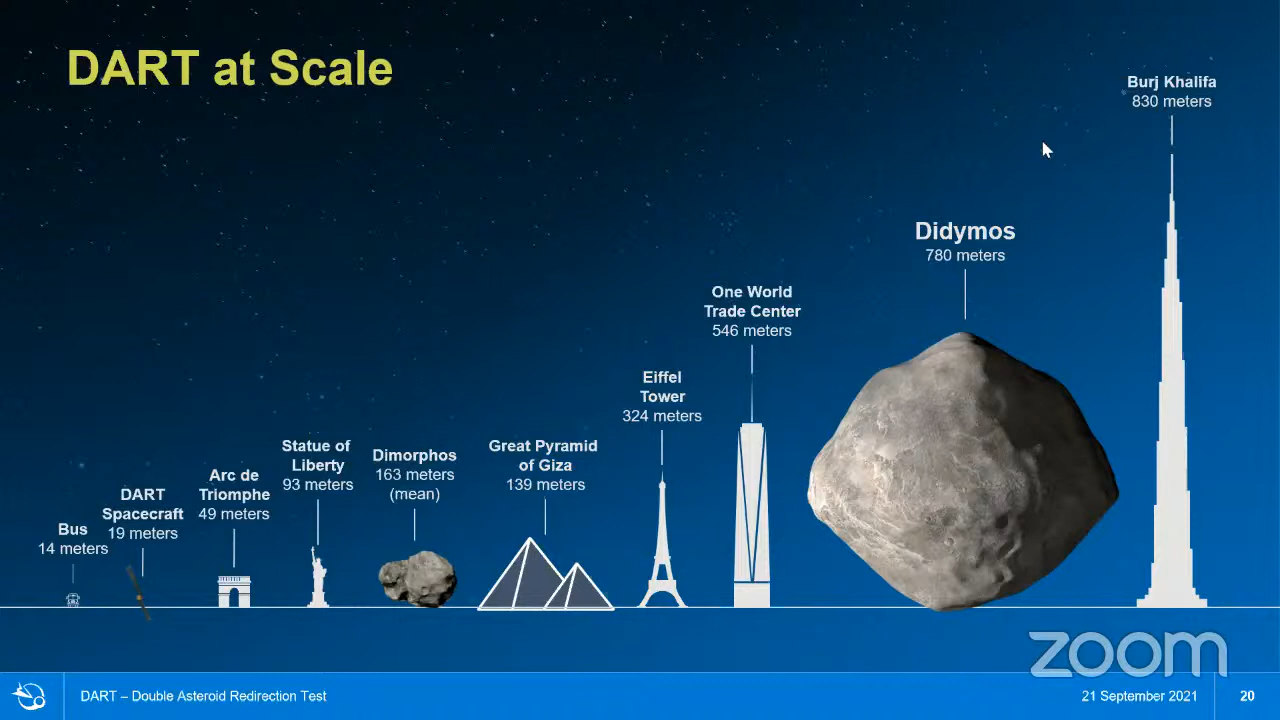 DART at Scale
Bus
14 meters
DART
Spacecraft
19 meters
Arc de
Triomphe
49 meters
Statue of
Liberty
93 meters
Dimorphos
163 meters
(mean)
Great Pyramid
of Giza
139 meters
Eiffel
Tower
324 meters
One World
Trade Center
546 meters
Didymos
780 meters
Burj Khalifa
830 meters
zoom
DART – Double Asteroid Redirection Test
21 September 2021
20